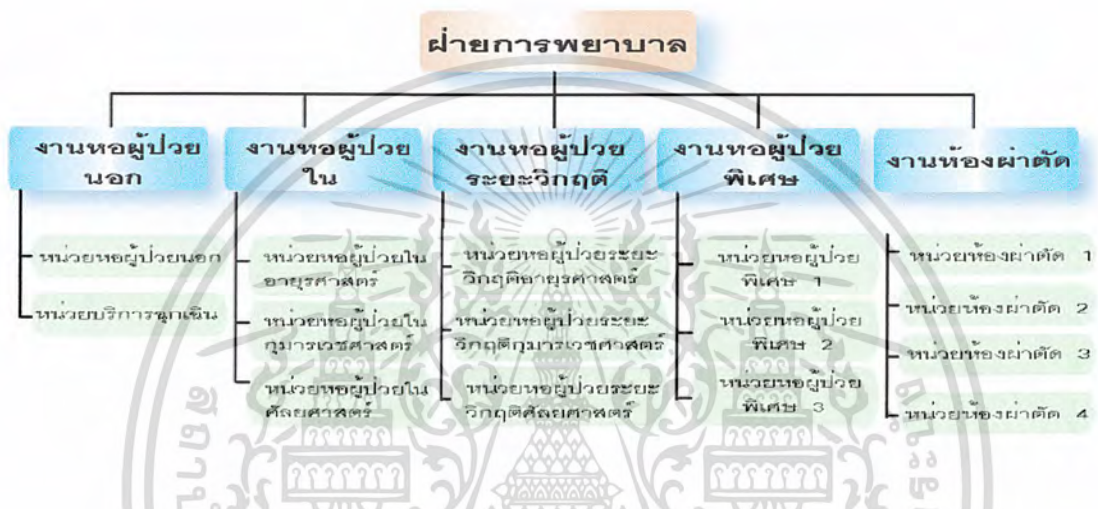 ฝ่ายการพยาบาล
งานหอผู้ป่วย
นอก
งานหอผู้ป่วย
ใน
งานหอผู้ป่วย
ระยะวิกฤติ
งานหอผู้ป่วย
พิเศษ
งานห้องผ่าตัด
หน่วยหอผู้ป่วยนอก
หน่วยบริการฉุกเฉิน
หน่วยหอผู้ป่วยใน
อายุรศาสตร์
หน่วยหอผู้ป่วยใน
กุมารเวชศาสตร์
หน่วยหอผู้ป่วยใน
ศัลยศาสตร์
หน่วยหอผู้ป่วยระยะ
วิกฤติอายุรศาสตร์
หน่วยหอผู้ป่วยระยะ
วิกฤติกุมารเวชศาสตร์
หน่วยหอผู้ป่วยระยะ
วิกฤติศัลยศาสตร์
หน่วยหอผู้ป่วย
พิเศษ 1
หน่วยหอผู้ป่วย
พิเศษ 2
หน่วยหอผู้ป่วย
พิเศษ 3
หน่วยห้องผ่าตัด 1
หน่วยห้องผ่าตัด 2
หน่วยห้องผ่าตัด 3
หน่วยห้องผ่าตัด 4